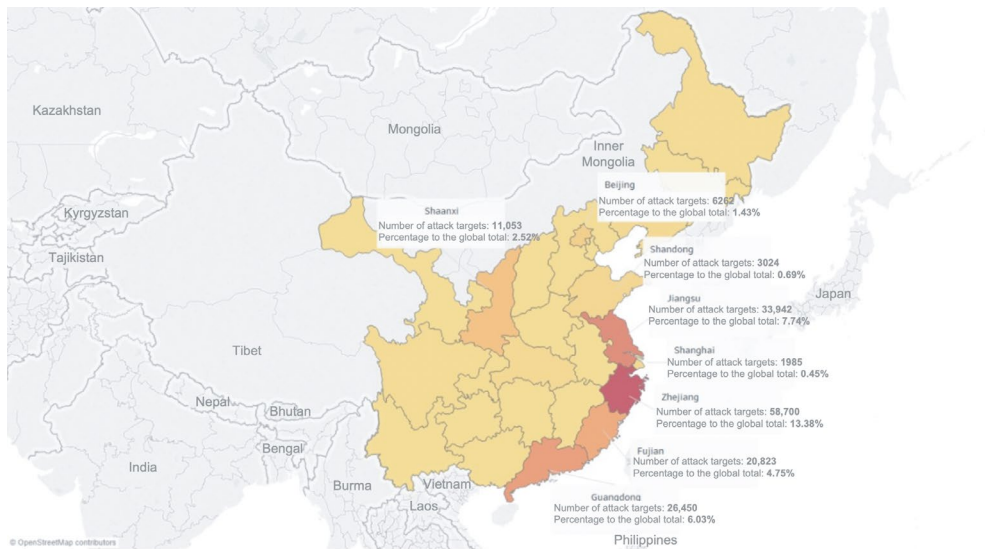 Kazakhstan
Mongolia
Inner
Mongolia
Beijing
Number of attack targets: 6262
Percentage to the global total: 1.43%
Shaanxi
Number of attack targets: 11,053
Percentage to the global total: 2.52%
Kyrgyzstan
Tajikistan
Shandong
Number of attack targets: 3024
Percentage to the global total: 0.69%
Japan
Jiangsu
Number of attack targets: 33,942
Percentage to the global total: 7.74%
Tibet
Shanghai
Number of attack targets: 1985
Percentage to the global total: 0.45%
Nepal
Bhutan
Zhejiang
Number of attack targets: 58,700
Percentage to the global total: 13.38%
Bengal
India
Fujian
Number of attack targets: 20,823
Percentage to the global total: 4.75%
Burma
Vietnam
Laos
Guangdong
Number of attack targets: 26,450
Percentage to the global total: 6.03%
Philippines
© OpenStreetMap contributors